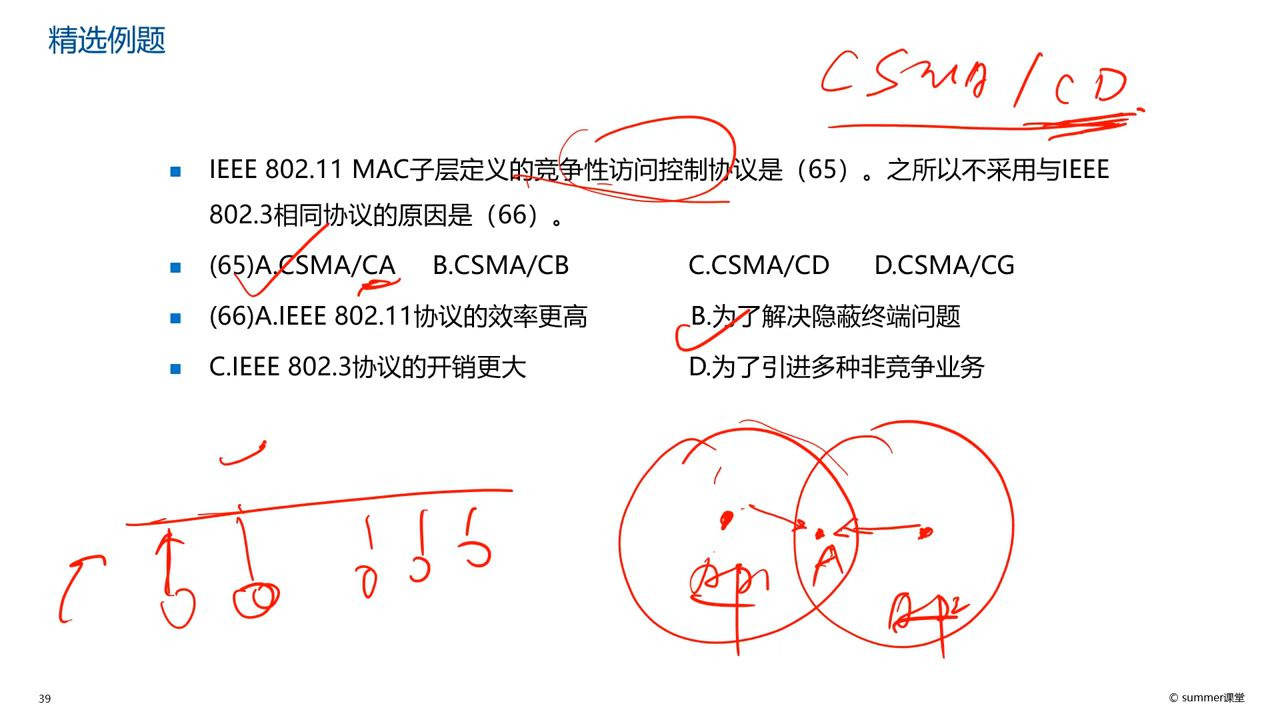 精选例题
CSMA/CD
IEEE 802.11 MAC子层定义的竞争性访问控制协议是（65）。之所以不采用与IEEE
802.3相同协议的原因是（66）。
(65)A.CSMA/CA B.CSMA/CB C.CSMA/CD D.CSMA/CG
(66)A.IEEE 802.11协议的效率更高 B.为了解决隐蔽终端问题
C.IEEE 802.3协议的开销更大 D.为了引进多种非竞争业务
AP1 A AP2
39 © summer课堂